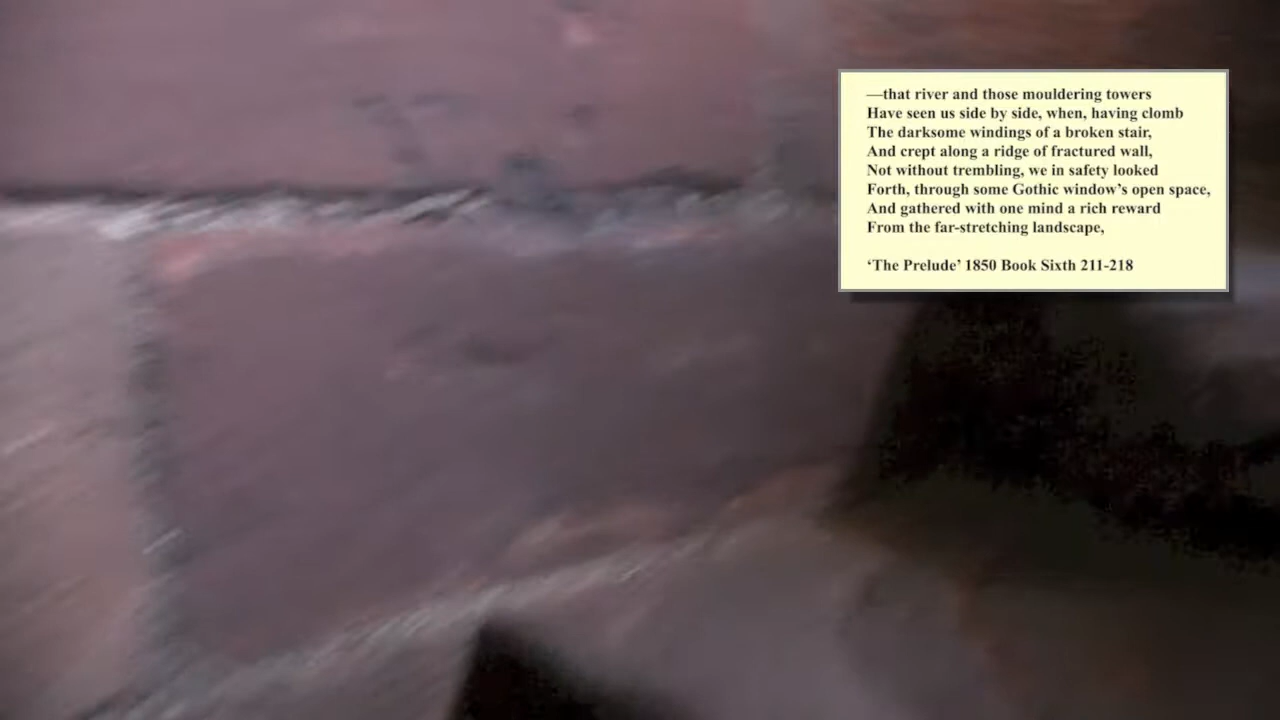 —that river and those mouldering towers
Have seen us side by side, when, having clomb
The darksome windings of a broken stair,
And crept along a ridge of fractured wall,
Not without trembling, we in safety looked
Forth, through some Gothic window’s open space,
And gathered with one mind a rich reward
From the far-stretching landscape,
‘The Prelude’ 1850 Book Sixth 211-218